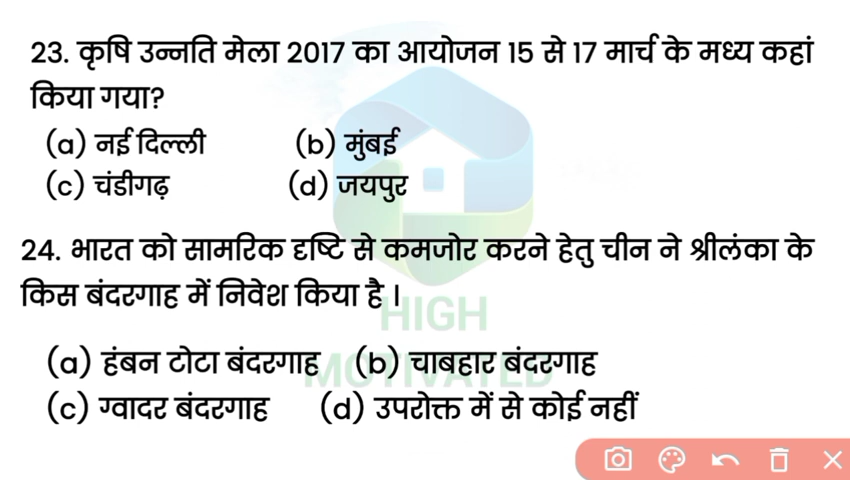 23. कृषि उन्नति मेला 2017 का आयोजन 15 से 17 मार्च के मध्य कहां
किया गया?
(a) नई दिल्ली (b) मुंबई
(c) चंडीगढ़ (d) जयपुर
24. भारत को सामरिक दृष्टि से कमजोर करने हेतु चीन ने श्रीलंका के
किस बंदरगाह में निवेश किया है ।
HIGH
(a) हंबन टोटा बंदरगाह (b) चाबहार बंदरगाह
MOTIVATED
(c) ग्वादर बंदरगाह (d) उपरोक्त में से कोई नहीं